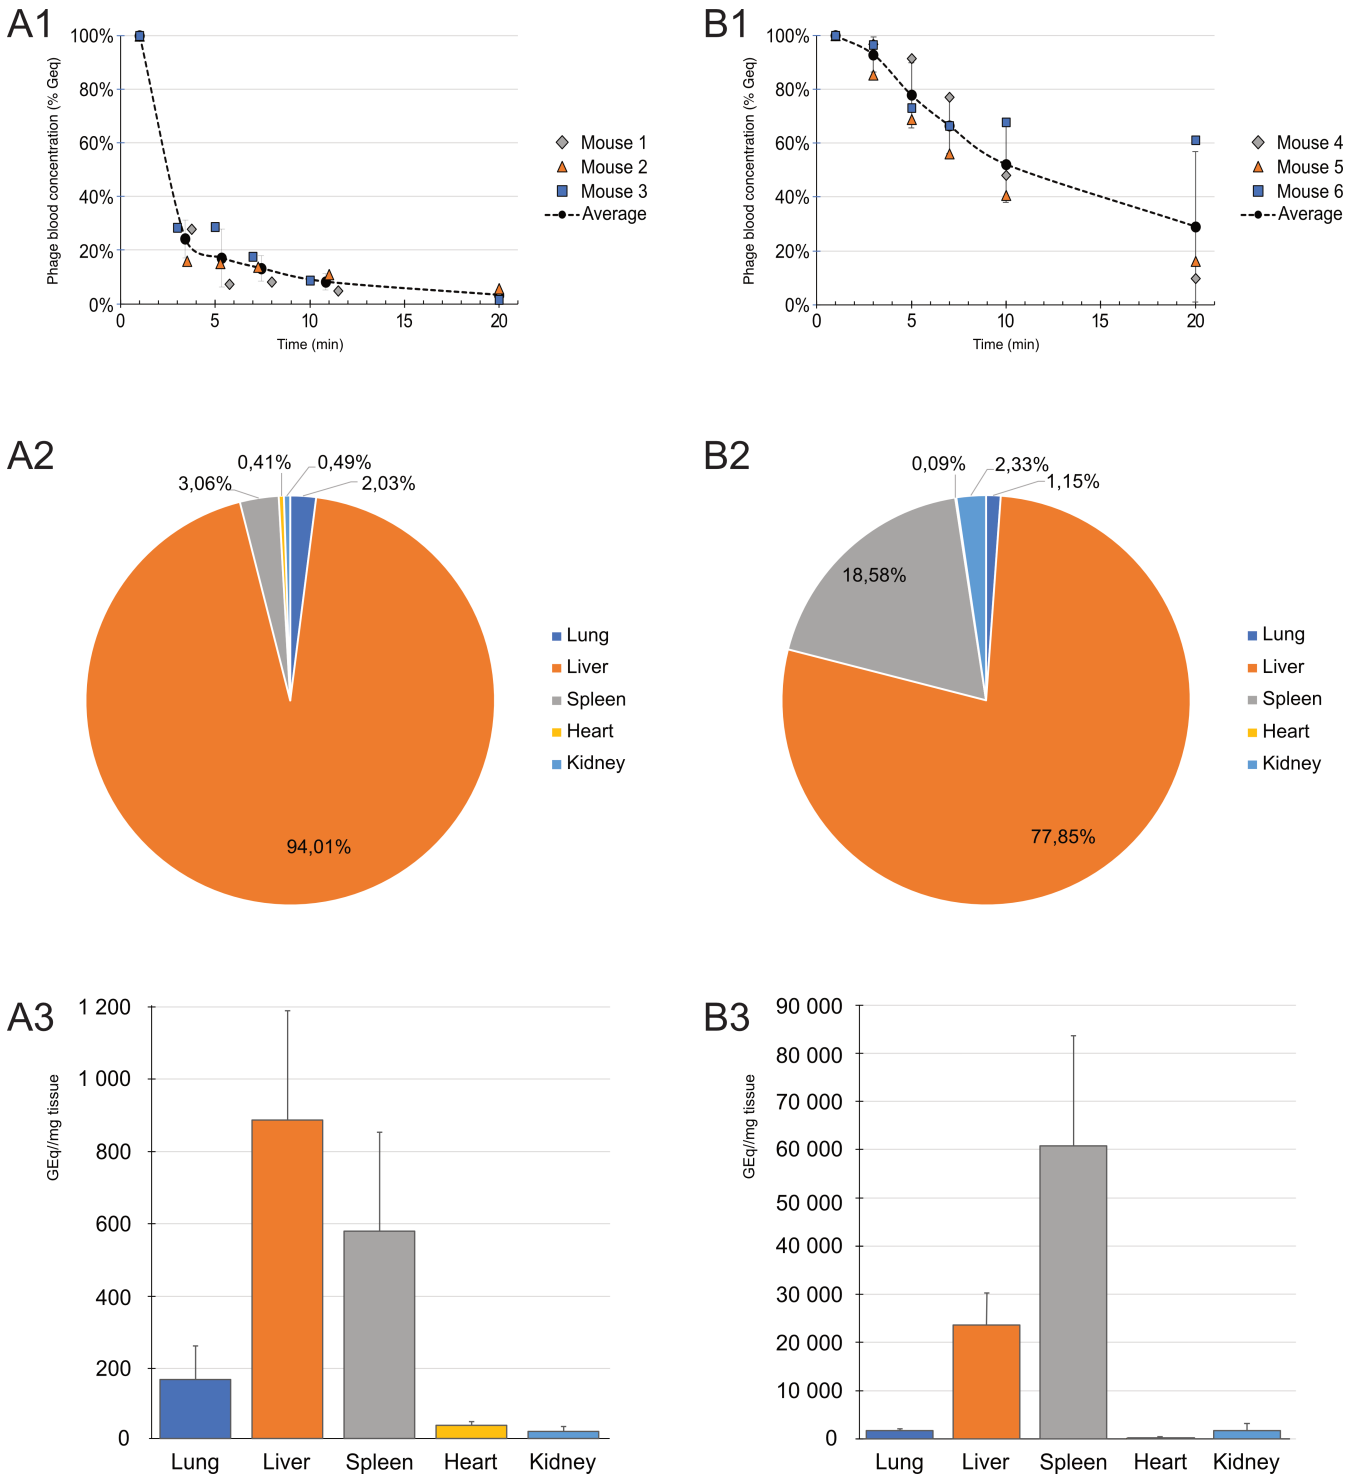 A1
Phage blood concentration (% Geq)
100%
80%
60%
40%
20%
0%
0
5
10
15
20
Time (min)
Mouse 1
Mouse 2
Mouse 3
Average
B1
Phage blood concentration (% Geq)
100%
80%
60%
40%
20%
0%
0
5
10
15
20
Time (min)
Mouse 4
Mouse 5
Mouse 6
Average
A2
0,41%
0,49%
3,06%
2,03%
94,01%
Lung
Liver
Spleen
Heart
Kidney
B2
0,09%
2,33%
1,15%
18,58%
77,85%
Lung
Liver
Spleen
Heart
Kidney
A3
GEq//mg tissue
1 200
1 000
800
600
400
200
0
Lung
Liver
Spleen
Heart
Kidney
B3
GEq//mg tissue
90 000
80 000
70 000
60 000
50 000
40 000
30 000
20 000
10 000
0
Lung
Liver
Spleen
Heart
Kidney